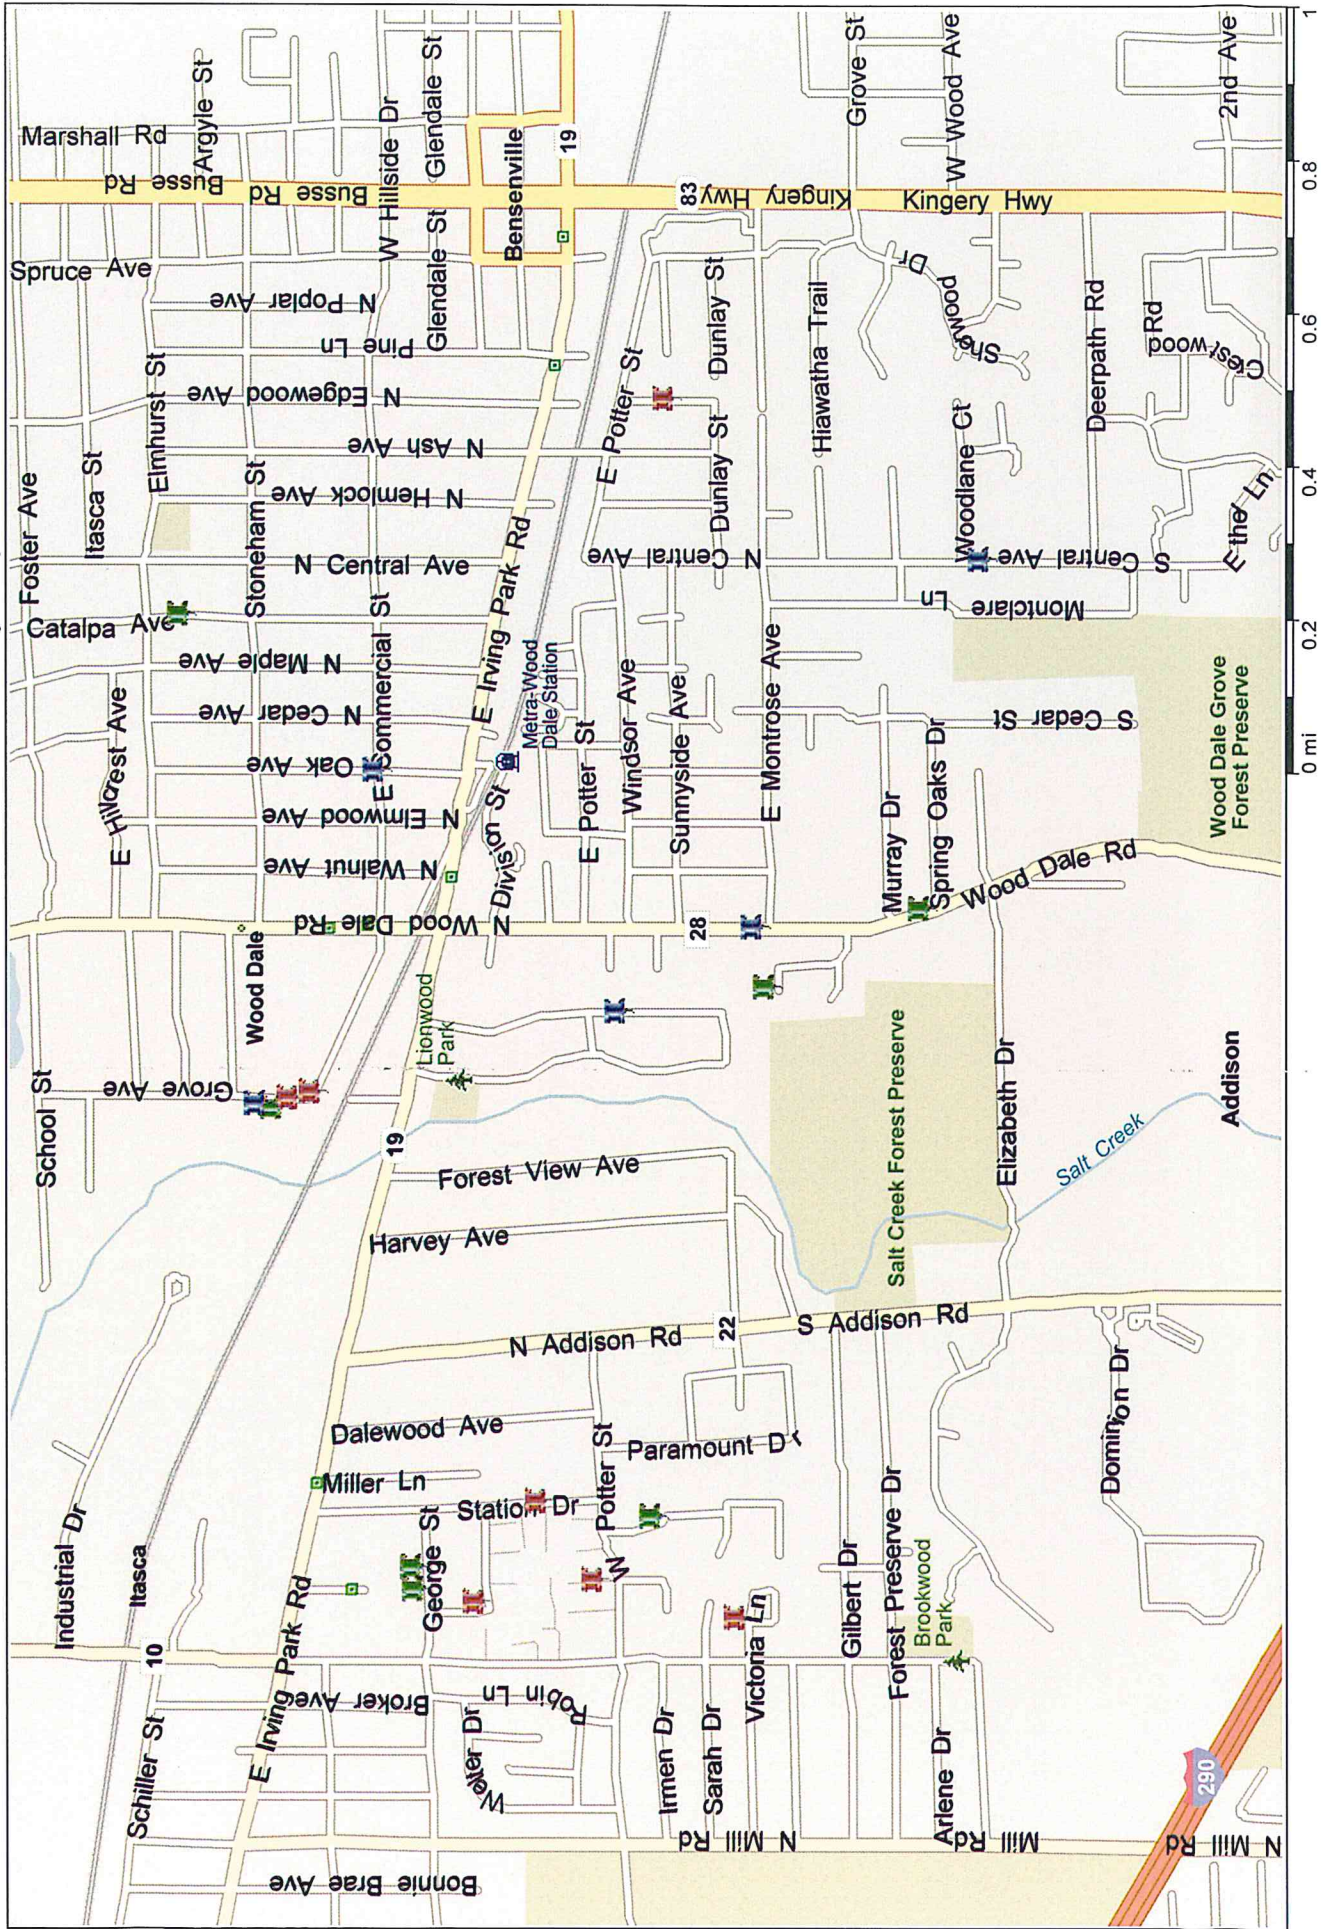 Marshall Rd
Argyle St
Busse Rd
Busse Rd
Busse Rd
W Hillside Dr
Glendale St
Bensenville
19
83
Kingery Hwy
Kingery Hwy
Grove St
W Wood Ave
2nd Ave
Spruce Ave
N Poplar Ave
Glendale St
Pine Ln
N Edgewood Ave
N Ash Ave
N Hemlock Ave
Elmhurst St
Foster Ave
Itasca St
Stoneham St
N Central Ave
E Irving Park Rd
E Potter St
Dunlay St
Dunlay St
N Central Ave
Hiawatha Trail
Sherwood Dr
Woodlane Ct
S Central Ave
Deerpath Rd
Crestwood Rd
Ethel Ln
Catalpa Ave
N Maple Ave
N Cedar Ave
E Hillcrest Ave
Oak Ave
E Commercial St
N Elmwood Ave
N Walnut Ave
Metra-Wood
Dale Station
Division St
E Potter St
Windsor Ave
Sunnyside Ave
E Montrose Ave
Montclare Ln
S Cedar St
Murray Dr
Spring Oaks Dr
Wood Dale Rd
Wood Dale Grove
Forest Preserve
N Wood Dale Rd
28
Wood Dale
Lionwood
Park
School St
Grove Ave
19
Forest View Ave
Harvey Ave
Salt Creek Forest Preserve
Elizabeth Dr
Salt Creek
Addison
N Addison Rd
22
S Addison Rd
Dalewood Ave
Miller Ln
Station Dr
George St
W Potter St
Paramount Dr
Industrial Dr
Itasca
10
E Irving Park Rd
Schiller St
Broker Ave
Robin Ln
Welter Dr
Irmen Dr
Sarah Dr
Victoria Ln
Gilbert Dr
Forest Preserve Dr
Brookwood
Park
Arlene Dr
Dominion Dr
Bonnie Brae Ave
N Mill Rd
Mill Rd
N Mill Rd
290
0 mi
0.2
0.4
0.6
0.8
1